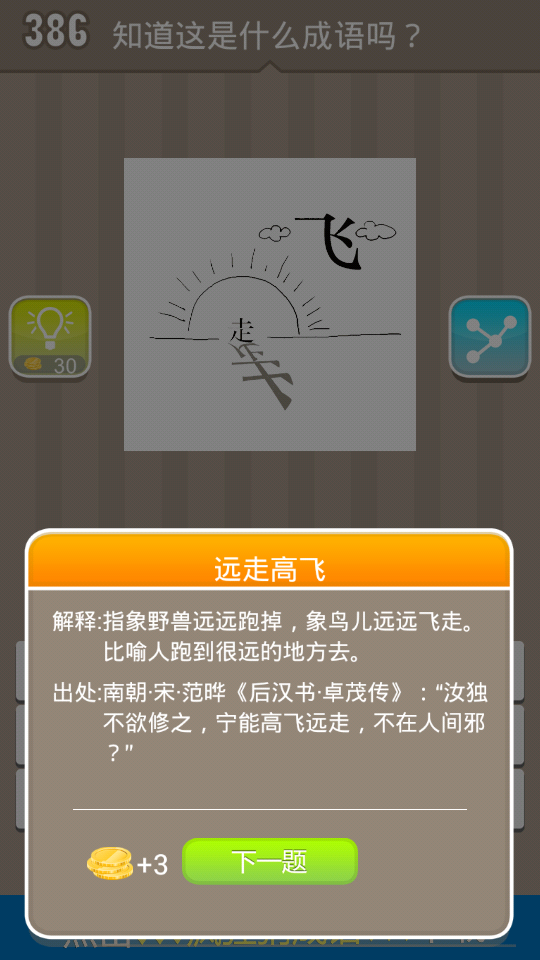 386 知道这是什么成语吗？
飞
走
30
远走高飞
解释:指象野兽远远跑掉，象鸟儿远远飞走。
比喻人跑到很远的地方去。
出处:南朝·宋·范晔《后汉书·卓茂传》：“汝独
不欲修之，宁能高飞远走，不在人间邪
？”
+3 下一题